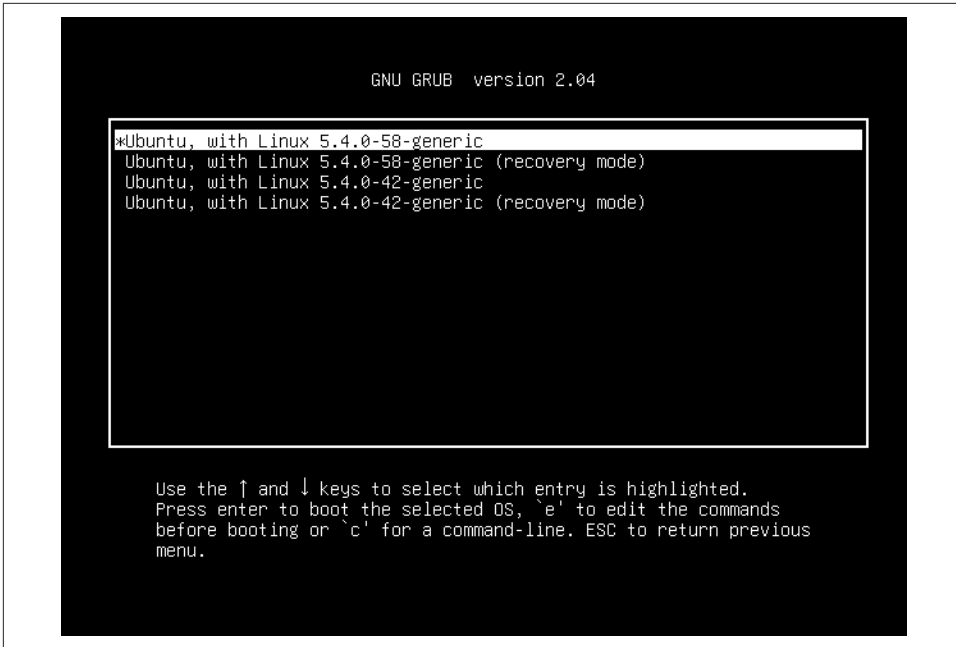 GNU GRUB  version 2.04
*Ubuntu, with Linux 5.4.0-58-generic
Ubuntu, with Linux 5.4.0-58-generic (recovery mode)
Ubuntu, with Linux 5.4.0-42-generic
Ubuntu, with Linux 5.4.0-42-generic (recovery mode)
Use the ↑ and ↓ keys to select which entry is highlighted.
Press enter to boot the selected OS, `e' to edit the commands
before booting or `c' for a command-line. ESC to return previous
menu.